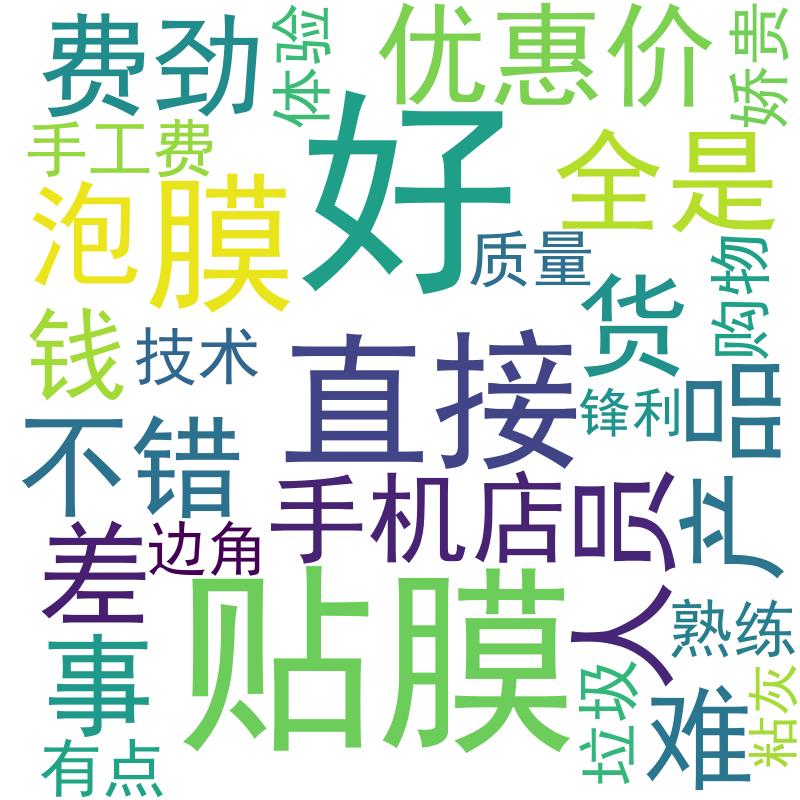 费劲
体验
优惠价
娇贵
手工费
好
全是
泡膜
质量
购物
钱
技术
货
直接
锋利
产品
不错
手机店
人员
差
边角
贴膜
熟练
事
垃圾
难
粘灰
有点